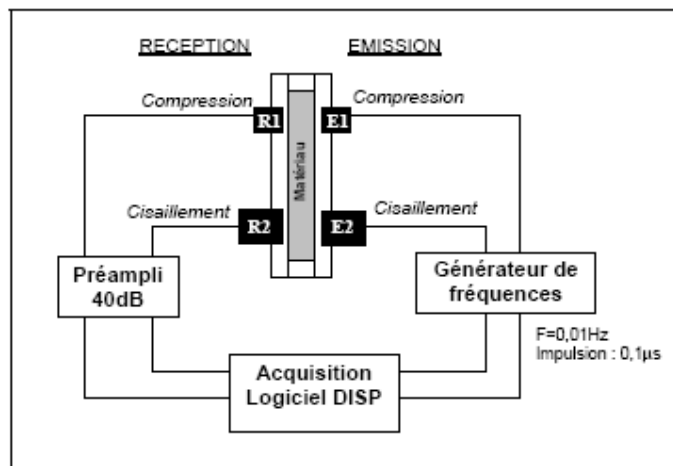 RECEPTION
EMISSION
Compression
Compression
R1
E1
Matériau
Cisaillement
Cisaillement
R2
E2
Préampli
40dB
Générateur de
fréquences
F=0,01Hz
Impulsion : 0,1µs
Acquisition
Logiciel DISP